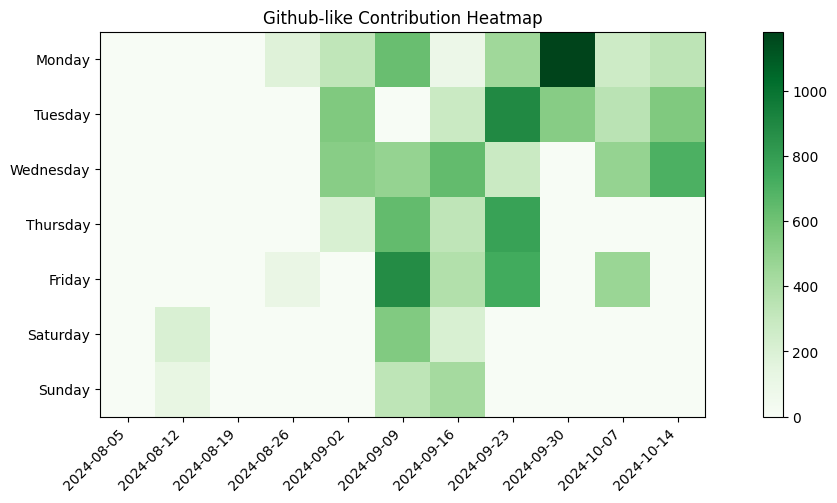 Github-like Contribution Heatmap
Monday
Tuesday
Wednesday
Thursday
Friday
Saturday
Sunday
2024-08-05
2024-08-12
2024-08-19
2024-08-26
2024-09-02
2024-09-09
2024-09-16
2024-09-23
2024-09-30
2024-10-07
2024-10-14
1000
800
600
400
200
0